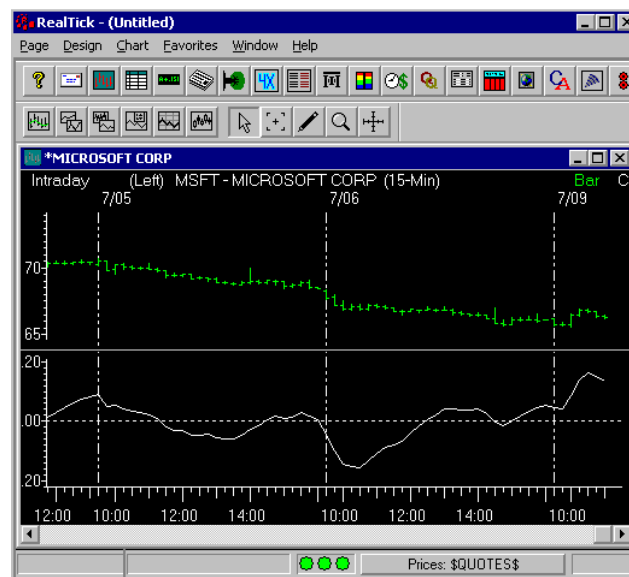 RealTick - (Untitled)
Page Design Chart Favorites Window Help
*MICROSOFT CORP
Intraday (Left) MSFT - MICROSOFT CORP (15-Min) Bar C
7/05 7/06 7/09
70
65
.20
.00
.20
12:00 10:00 12:00 14:00 10:00 12:00 14:00 10:00
Prices: $QUOTES$